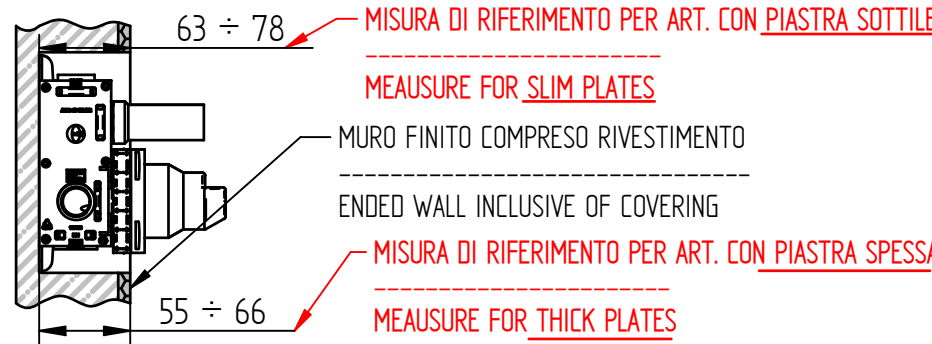 63 ÷ 78
MISURA DI RIFERIMENTO PER ART. CON PIASTRA SOTTILE
MEAUSURE FOR SLIM PLATES
MURO FINITO COMPRESO RIVESTIMENTO
ENDED WALL INCLUSIVE OF COVERING
MISURA DI RIFERIMENTO PER ART. CON PIASTRA SPESSA
55 ÷ 66
MEAUSURE FOR THICK PLATES